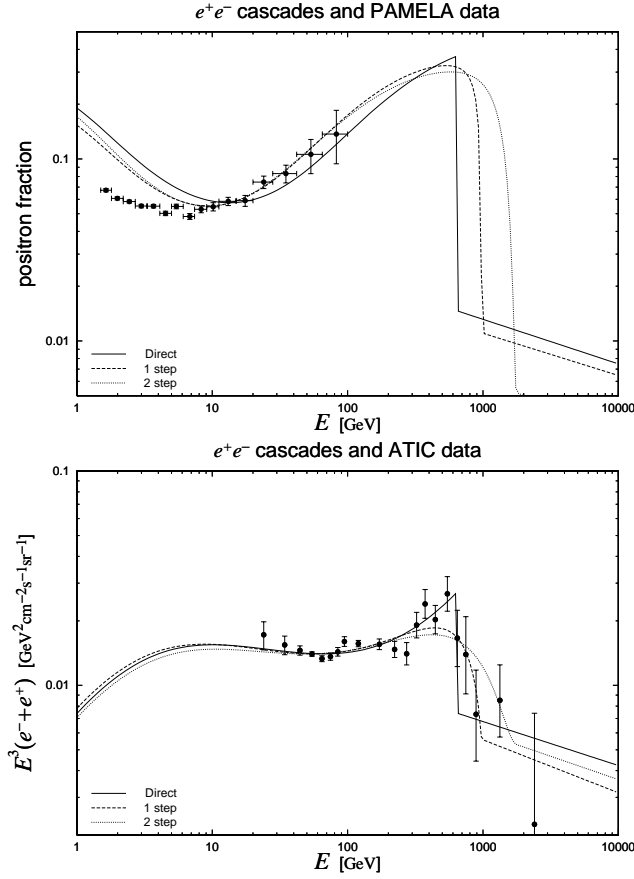 e⁺e⁻ cascades and PAMELA data
positron fraction
0.1
0.01
Direct
1 step
2 step
1 10 100 1000 10000
E [GeV]
e⁺e⁻ cascades and ATIC data
E³(e⁻+e⁺) [GeV²cm⁻²s⁻¹sr⁻¹]
0.1
0.01
Direct
1 step
2 step
1 10 100 1000 10000
E [GeV]